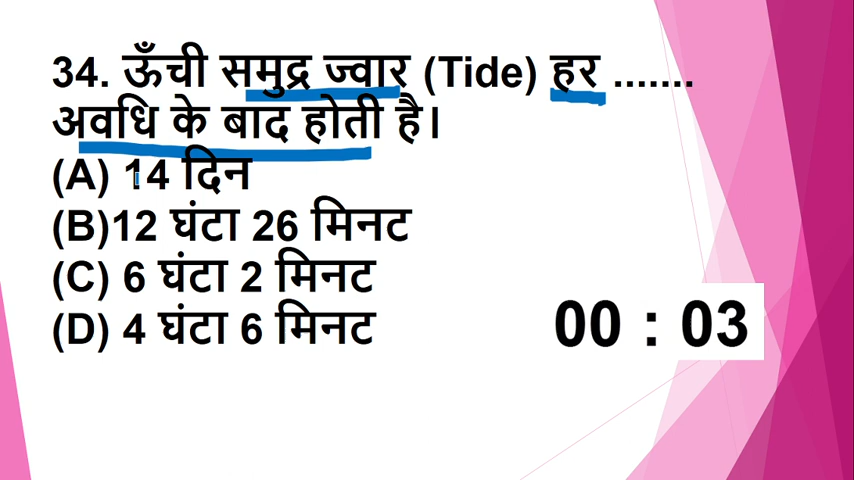 34. ऊँची समुद्र ज्वार (Tide) हर .......
अवधि के बाद होती है।
(A) 14 दिन
(B)12 घंटा 26 मिनट
(C) 6 घंटा 2 मिनट
(D) 4 घंटा 6 मिनट
00 : 03